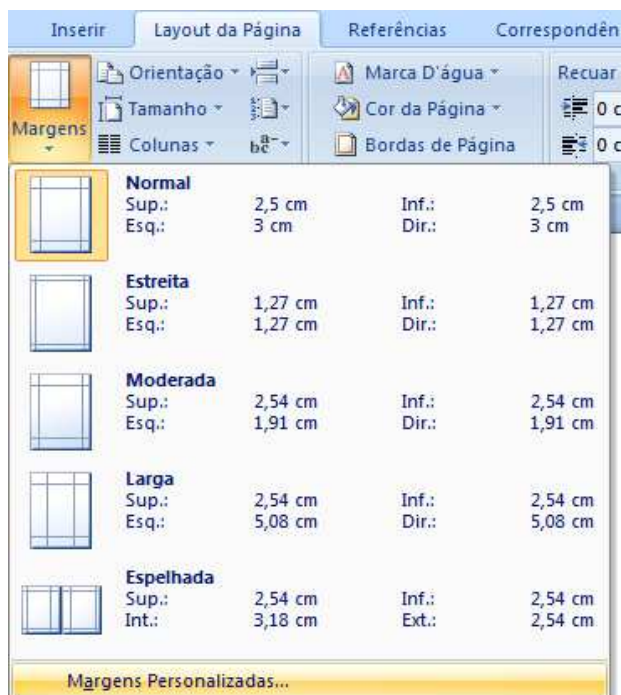 Inserir Layout da Página Referências Correspondên
Orientação Marca D'água Recuar
Tamanho Cor da Página 0 c
Margens
Colunas Bordas de Página 0 c
Normal
Sup.: 2,5 cm Inf.: 2,5 cm
Esq.: 3 cm Dir.: 3 cm
Estreita
Sup.: 1,27 cm Inf.: 1,27 cm
Esq.: 1,27 cm Dir.: 1,27 cm
Moderada
Sup.: 2,54 cm Inf.: 2,54 cm
Esq.: 1,91 cm Dir.: 1,91 cm
Larga
Sup.: 2,54 cm Inf.: 2,54 cm
Esq.: 5,08 cm Dir.: 5,08 cm
Espelhada
Sup.: 2,54 cm Inf.: 2,54 cm
Int.: 3,18 cm Ext.: 2,54 cm
Margens Personalizadas...